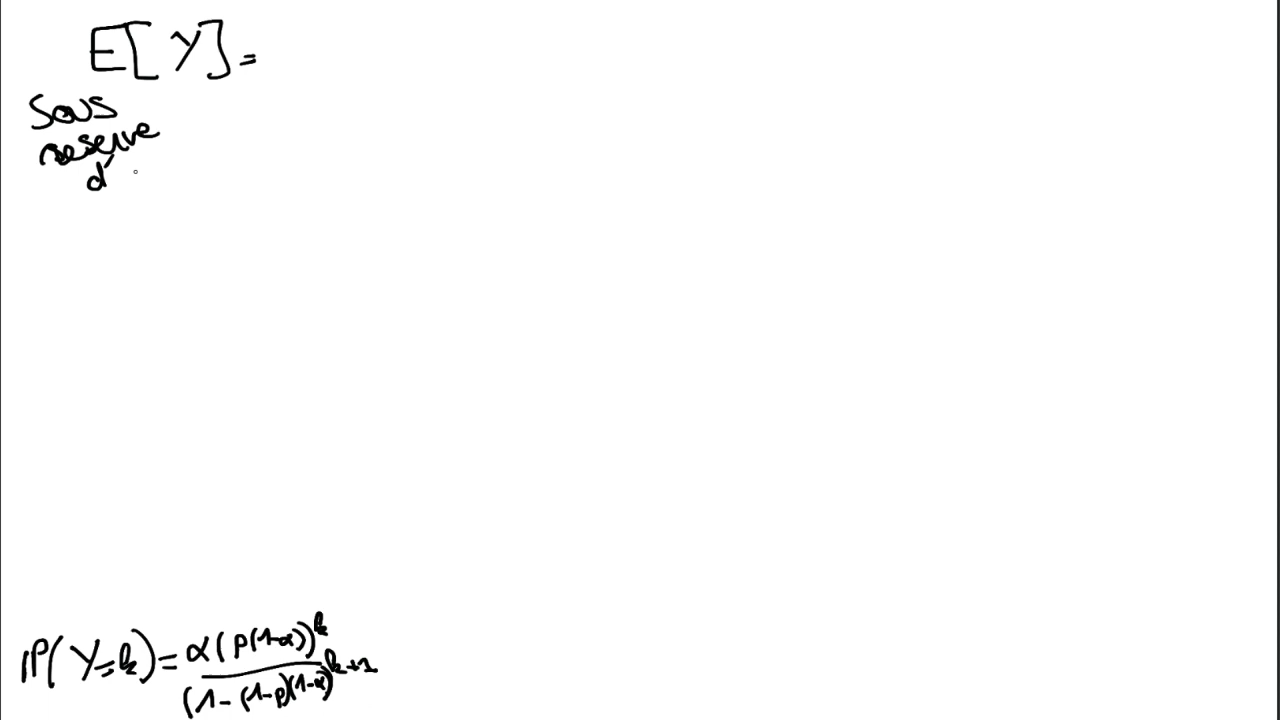 E[Y]=
Sous
réserve
d'
P(Y=k) = α(p(1-α))^k / (1-(1-p)(1-α))^k+1